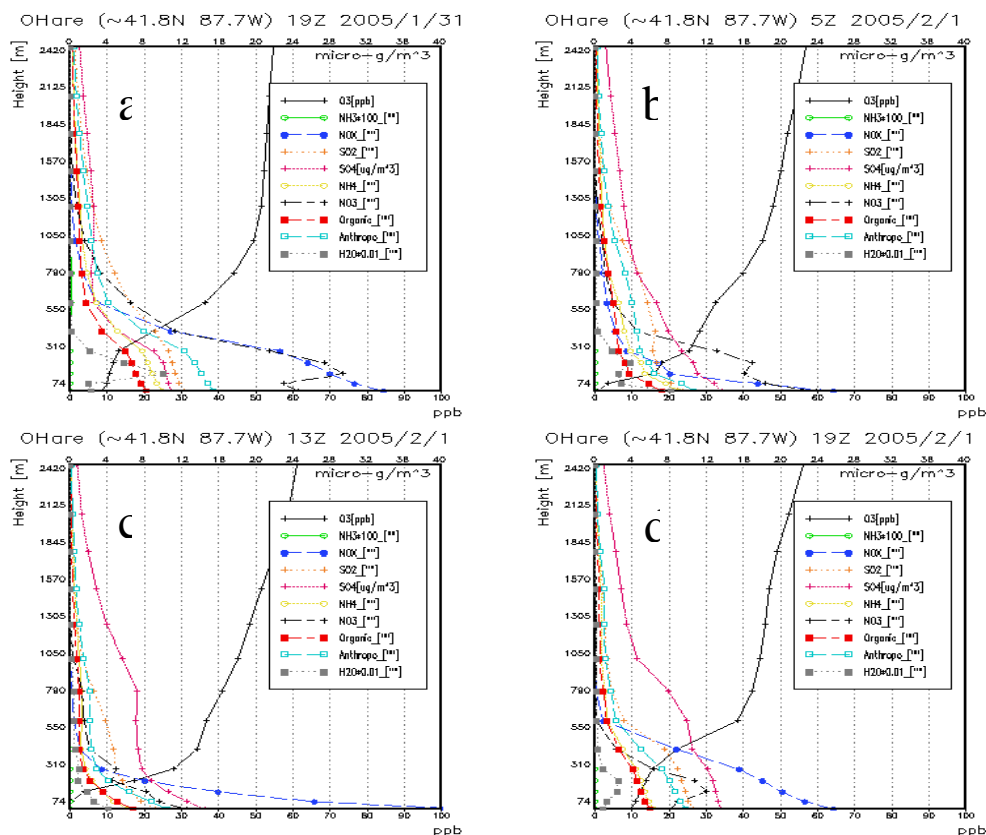 OHare (~41.8N 87.7W) 19Z 2005/1/31
0 4 8 12 16 20 24 28 32 36 40
micro-g/m^3
Height [m]
2420
2125
1845
1570
1305
1050
790
550
310
74
a
O3[ppb]
NH3*100_[""]
NOX_[""]
SO2_[""]
SO4[ug/m^3]
NH4_[""]
NO3_[""]
Organic_[""]
Anthropo_[""]
H2O*0.01_[""]
0 10 20 30 40 50 60 70 80 90 100
ppb
OHare (~41.8N 87.7W) 5Z 2005/2/1
0 4 8 12 16 20 24 28 32 36 40
micro-g/m^3
Height [m]
2420
2125
1845
1570
1305
1050
790
550
310
74
b
O3[ppb]
NH3*100_[""]
NOX_[""]
SO2_[""]
SO4[ug/m^3]
NH4_[""]
NO3_[""]
Organic_[""]
Anthropo_[""]
H2O*0.01_[""]
0 10 20 30 40 50 60 70 80 90 100
ppb
OHare (~41.8N 87.7W) 13Z 2005/2/1
0 4 8 12 16 20 24 28 32 36 40
micro-g/m^3
Height [m]
2420
2125
1845
1570
1305
1050
790
550
310
74
c
O3[ppb]
NH3*100_[""]
NOX_[""]
SO2_[""]
SO4[ug/m^3]
NH4_[""]
NO3_[""]
Organic_[""]
Anthropo_[""]
H2O*0.01_[""]
0 10 20 30 40 50 60 70 80 90 100
ppb
OHare (~41.8N 87.7W) 19Z 2005/2/1
0 4 8 12 16 20 24 28 32 36 40
micro-g/m^3
Height [m]
2420
2125
1845
1570
1305
1050
790
550
310
74
d
O3[ppb]
NH3*100_[""]
NOX_[""]
SO2_[""]
SO4[ug/m^3]
NH4_[""]
NO3_[""]
Organic_[""]
Anthropo_[""]
H2O*0.01_[""]
0 10 20 30 40 50 60 70 80 90 100
ppb